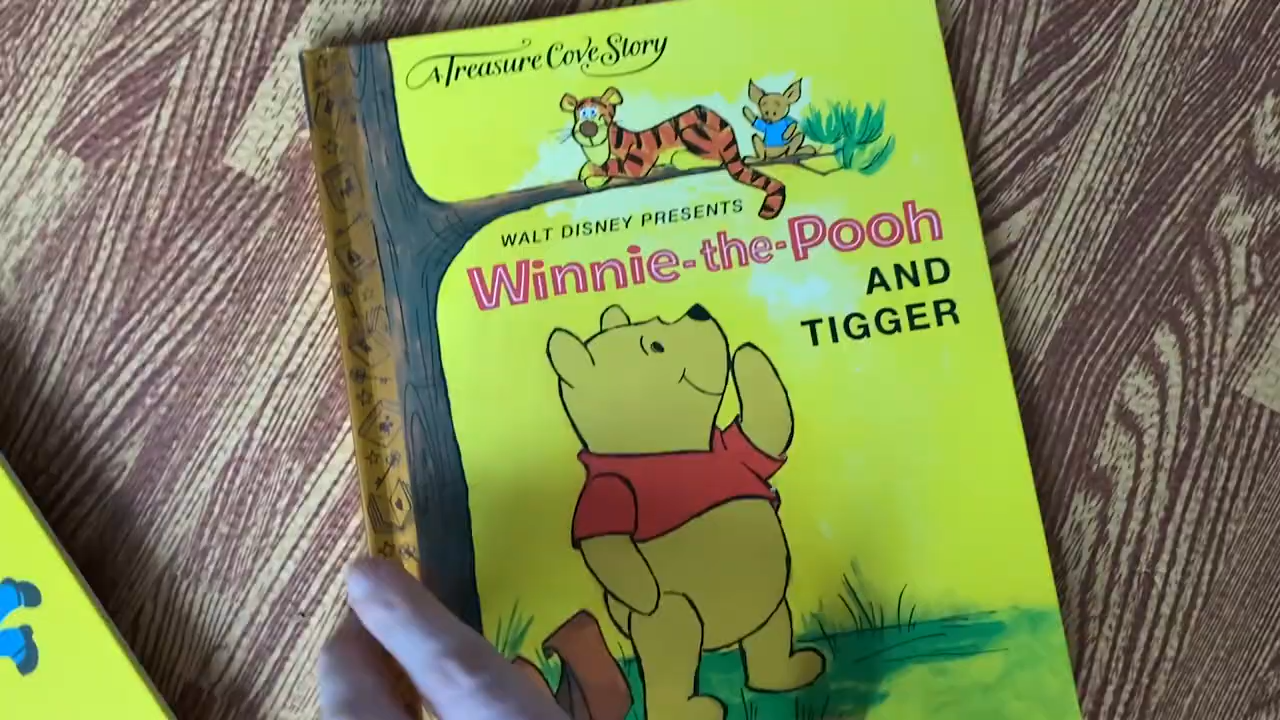 A Treasure Cove Story
WALT DISNEY PRESENTS
Winnie-the-Pooh
AND
TIGGER